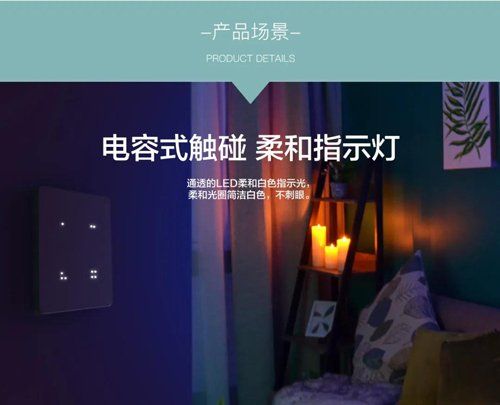 –产品场景–
PRODUCT DETAILS
电容式触碰 柔和指示灯
通透的LED柔和白色指示光，
柔和光圈简洁白色，不刺眼。